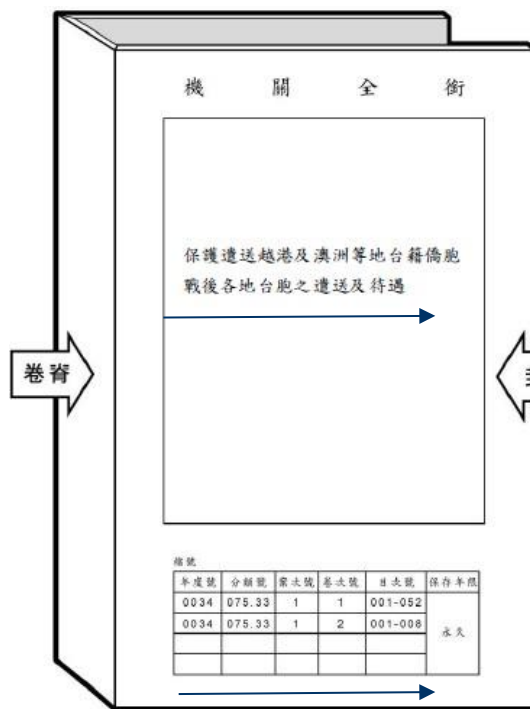 機關全銜
保護遣送越港及澳洲等地台籍僑胞
戰後各地台胞之遣送及待遇
卷脊
檔號
年度號 分類號 案次號 卷次號 目次號 保存年限
0034 075.33 1 1 001-052 永久
0034 075.33 1 2 001-008